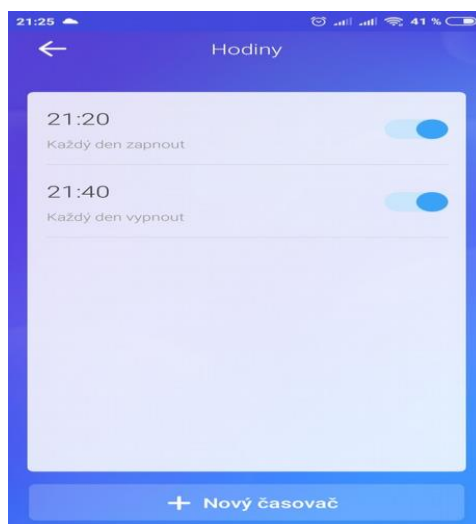 21:25 41 %
Hodiny
21:20
Každý den zapnout
21:40
Každý den vypnout
+ Nový časovač